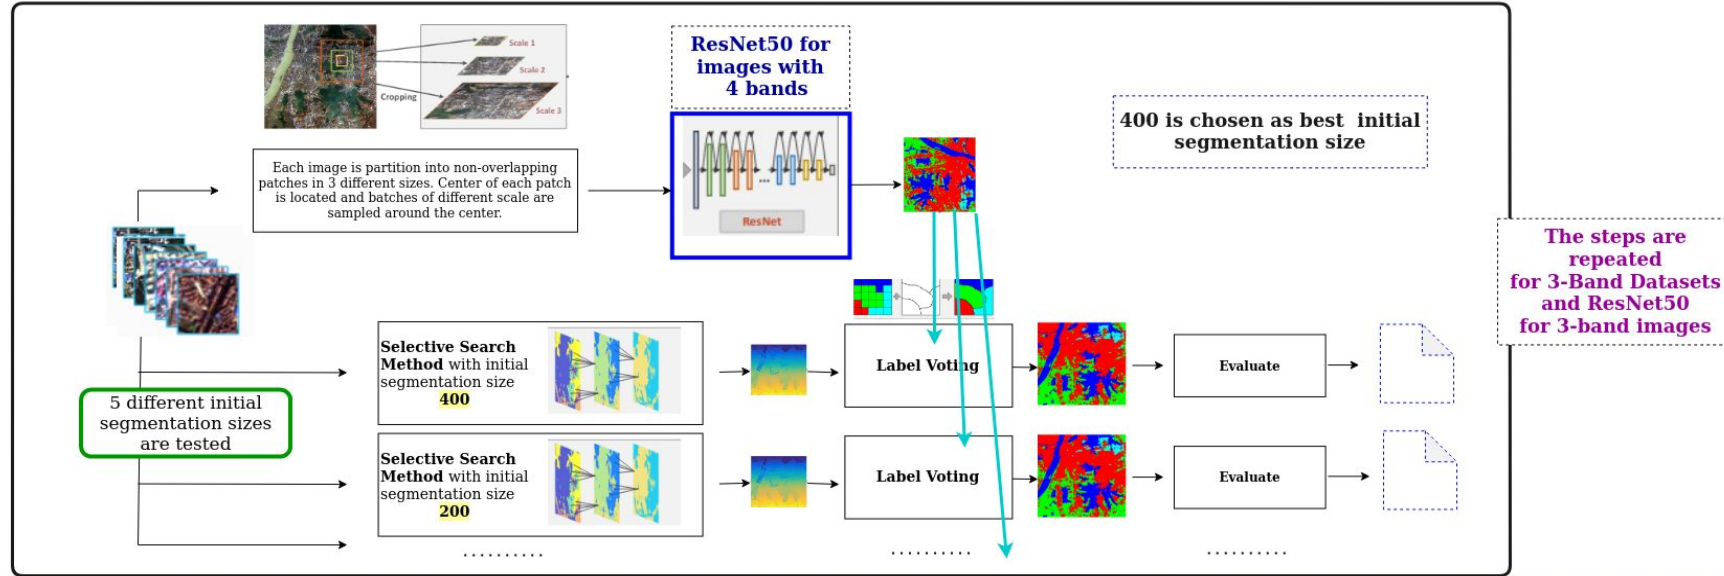 Scale 1
Scale 2
Scale 3
Cropping
ResNet50 for
images with
4 bands
400 is chosen as best initial
segmentation size
Each image is partition into non-overlapping
patches in 3 different sizes. Center of each patch
is located and batches of different scale are
sampled around the center.
...
ResNet
The steps are
repeated
for 3-Band Datasets
and ResNet50
for 3-band images
5 different initial
segmentation sizes
are tested
Selective Search
Method with initial
segmentation size
400
Label Voting
Evaluate
Selective Search
Method with initial
segmentation size
200
Label Voting
Evaluate
..........
..........
..........